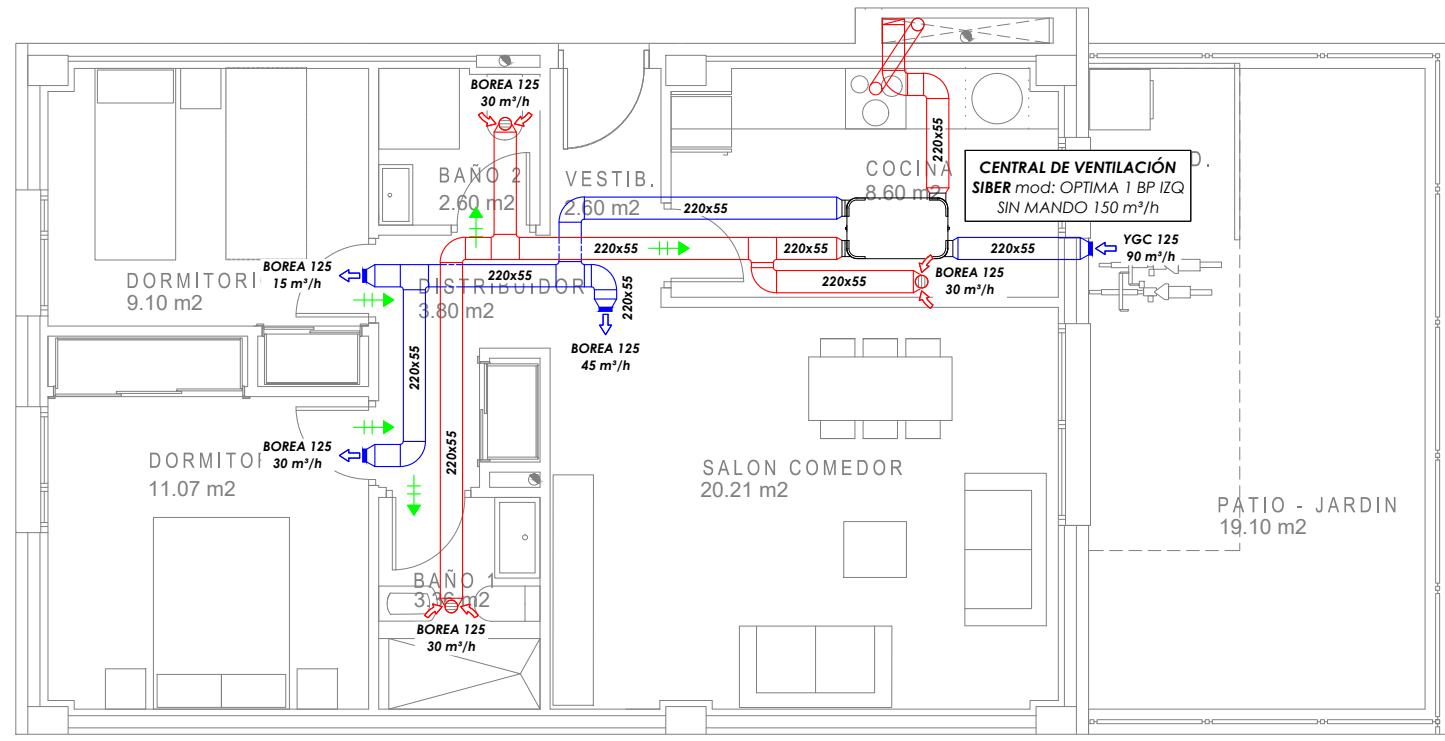 BOREA 125
30 m³/h
BAÑO 2
2.60 m2
VESTIB.
2.60 m2
COCINA
8.60 m2
220x55
CENTRAL DE VENTILACIÓN
SIBER mod: OPTIMA 1 BP IZQ
SIN MANDO 150 m³/h
D.
220x55
220x55
220x55
220x55
YGC 125
90 m³/h
DORMITORI
9.10 m2
BOREA 125
15 m³/h
220x55
DISTRIBUIDOR
3.80 m2
220x55
220x55
BOREA 125
30 m³/h
BOREA 125
45 m³/h
220x55
220x55
DORMITO
11.07 m2
BOREA 125
30 m³/h
SALON COMEDOR
20.21 m2
PATIO - JARDIN
19.10 m2
BAÑO 1
3.36 m2
BOREA 125
30 m³/h